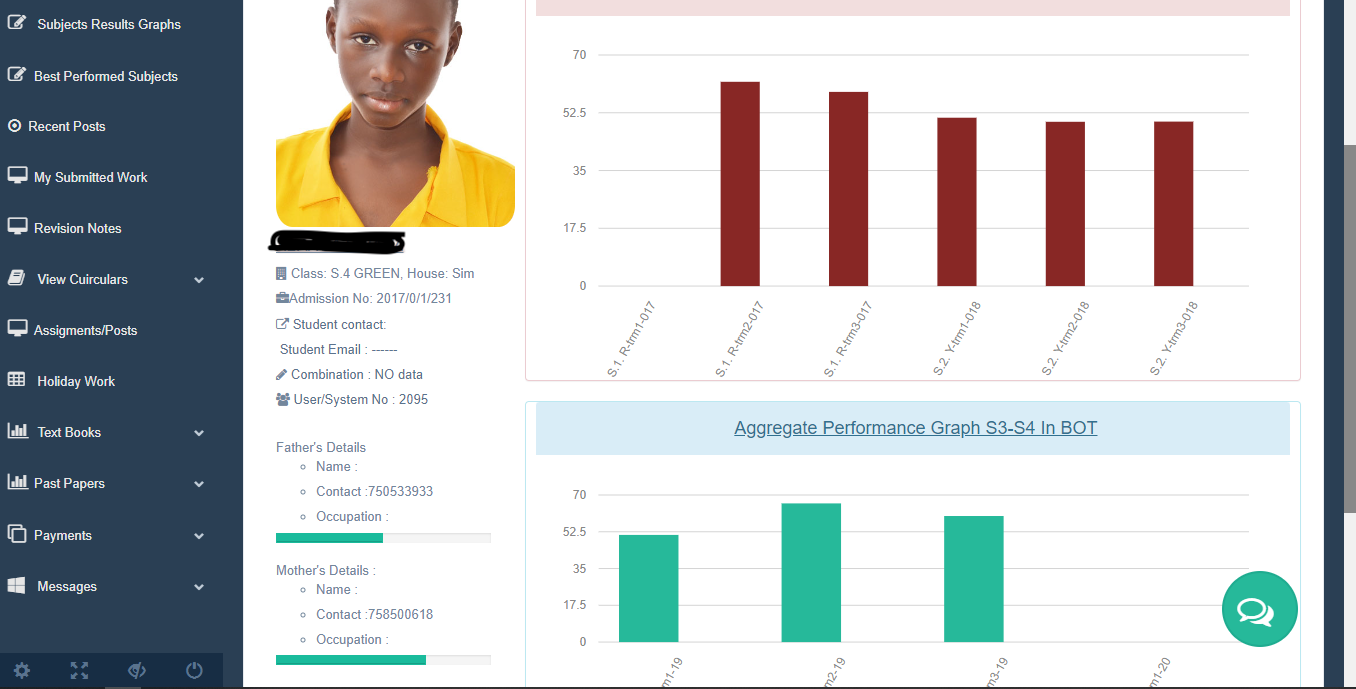 Subjects Results Graphs
Best Performed Subjects
Recent Posts
My Submitted Work
Revision Notes
View Cuirculars
Assigments/Posts
Holiday Work
Text Books
Past Papers
Payments
Messages
Class: S.4 GREEN, House: Sim
Admission No: 2017/0/1/231
Student contact:
Student Email : ------
Combination : NO data
User/System No : 2095
Father's Details
Name :
Contact :750533933
Occupation :
Mother's Details :
Name :
Contact :758500618
Occupation :
70
52.5
35
17.5
0
S.1. R-trm1-017
S.1. R-trm2-017
S.1. R-trm3-017
S.2. Y-trm1-018
S.2. Y-trm2-018
S.2. Y-trm3-018
Aggregate Performance Graph S3-S4 In BOT
70
52.5
35
17.5
0
m1-19
m2-19
m3-19
m1-20